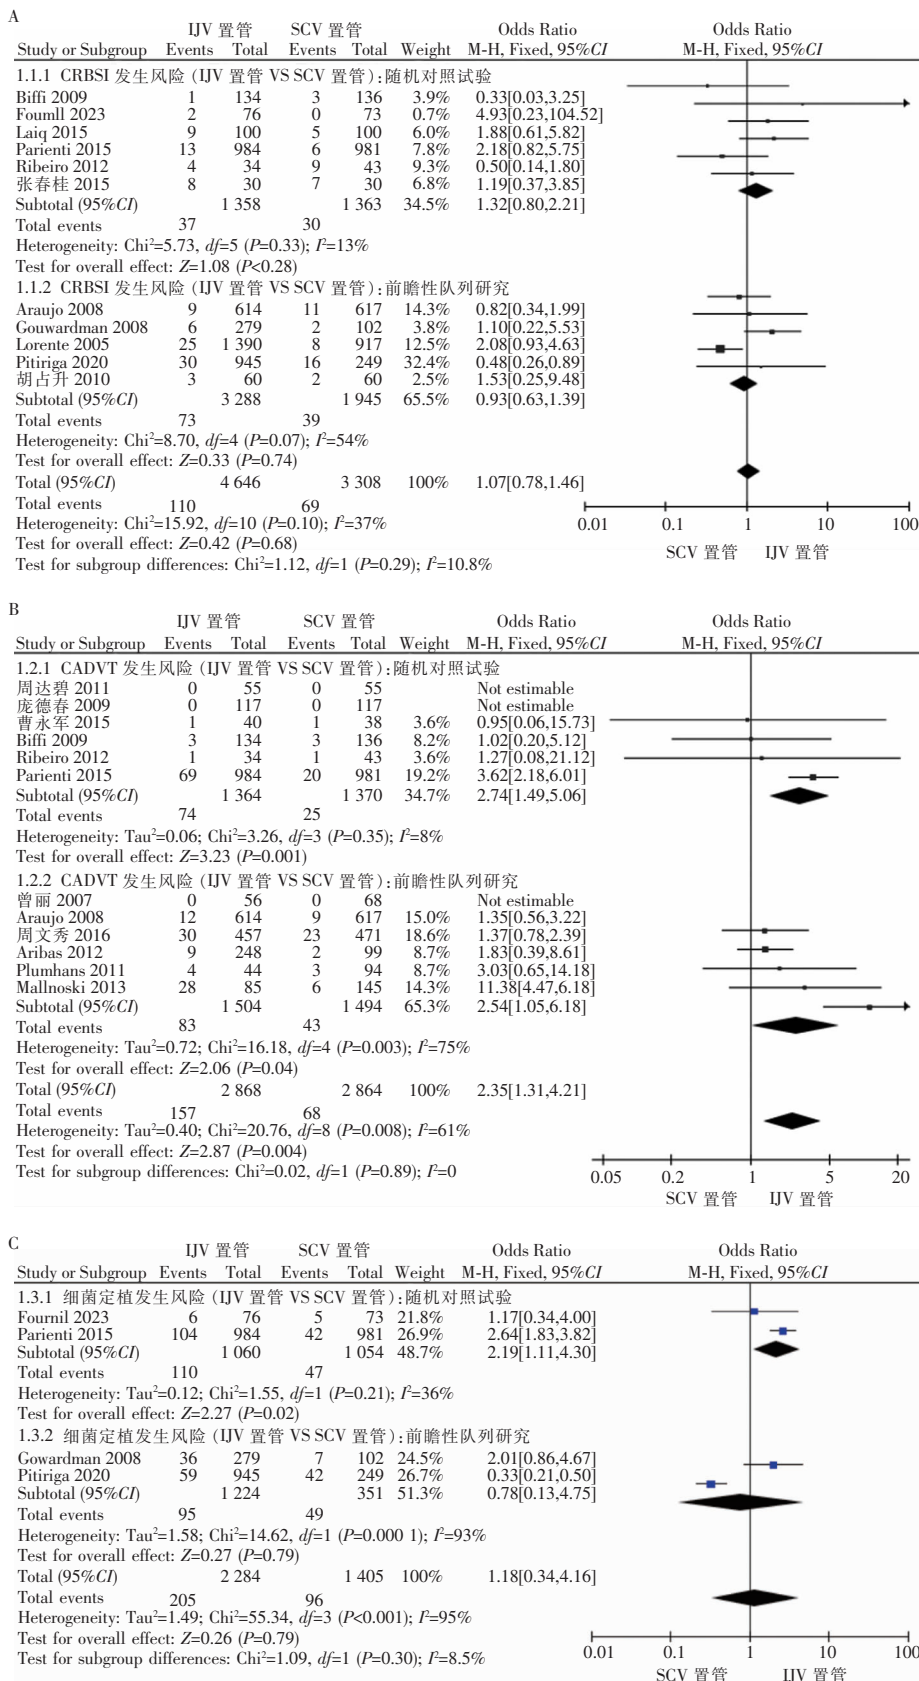 A
IJV 置管 SCV 置管 Odds Ratio Odds Ratio
Study or Subgroup Events Total Events Total Weight M-H, Fixed, 95%CI M-H, Fixed, 95%CI
1.1.1 CRBSI 发生风险 (IJV 置管 VS SCV 置管):随机对照试验
Biffi 2009 1 134 3 136 3.9% 0.33[0.03,3.25]
Foumll 2023 2 76 0 73 0.7% 4.93[0.23,104.52]
Laiq 2015 9 100 5 100 6.0% 1.88[0.61,5.82]
Parienti 2015 13 984 6 981 7.8% 2.18[0.82,5.75]
Ribeiro 2012 4 34 9 43 9.3% 0.50[0.14,1.80]
张春桂 2015 8 30 7 30 6.8% 1.19[0.37,3.85]
Subtotal (95%CI) 1 358 1 363 34.5% 1.32[0.80,2.21]
Total events 37 30
Heterogeneity: Chi²=5.73, df=5 (P=0.33); I²=13%
Test for overall effect: Z=1.08 (P<0.28)
1.1.2 CRBSI 发生风险 (IJV 置管 VS SCV 置管):前瞻性队列研究
Araujo 2008 9 614 11 617 14.3% 0.82[0.34,1.99]
Gouwardman 2008 6 279 2 102 3.8% 1.10[0.22,5.53]
Lorente 2005 25 1 390 8 917 12.5% 2.08[0.93,4.63]
Pitiriga 2020 30 945 16 249 32.4% 0.48[0.26,0.89]
胡占升 2010 3 60 2 60 2.5% 1.53[0.25,9.48]
Subtotal (95%CI) 3 288 1 945 65.5% 0.93[0.63,1.39]
Total events 73 39
Heterogeneity: Chi²=8.70, df=4 (P=0.07); I²=54%
Test for overall effect: Z=0.33 (P=0.74)
Total (95%CI) 4 646 3 308 100% 1.07[0.78,1.46]
Total events 110 69
Heterogeneity: Chi²=15.92, df=10 (P=0.10); I²=37%
Test for overall effect: Z=0.42 (P=0.68)
Test for subgroup differences: Chi²=1.12, df=1 (P=0.29); I²=10.8%
0.01 0.1 1 10 100
SCV 置管 IJV 置管
B
IJV 置管 SCV 置管 Odds Ratio Odds Ratio
Study or Subgroup Events Total Events Total Weight M-H, Fixed, 95%CI M-H, Fixed, 95%CI
1.2.1 CADVT 发生风险 (IJV 置管 VS SCV 置管):随机对照试验
周达碧 2011 0 55 0 55 Not estimable
庞德春 2009 0 117 0 117 Not estimable
曹永军 2015 1 40 1 38 3.6% 0.95[0.06,15.73]
Biffi 2009 3 134 3 136 8.2% 1.02[0.20,5.12]
Ribeiro 2012 1 34 1 43 3.6% 1.27[0.08,21.12]
Parienti 2015 69 984 20 981 19.2% 3.62[2.18,6.01]
Subtotal (95%CI) 1 364 1 370 34.7% 2.74[1.49,5.06]
Total events 74 25
Heterogeneity: Tau²=0.06; Chi²=3.26, df=3 (P=0.35); I²=8%
Test for overall effect: Z=3.23 (P=0.001)
1.2.2 CADVT 发生风险 (IJV 置管 VS SCV 置管):前瞻性队列研究
曾丽 2007 0 56 0 68 Not estimable
Araujo 2008 12 614 9 617 15.0% 1.35[0.56,3.22]
周文秀 2016 30 457 23 471 18.6% 1.37[0.78,2.39]
Aribas 2012 9 248 2 99 8.7% 1.83[0.39,8.61]
Plumhans 2011 4 44 3 94 8.7% 3.03[0.65,14.18]
Mallnoski 2013 28 85 6 145 14.3% 11.38[4.47,6.18]
Subtotal (95%CI) 1 504 1 494 65.3% 2.54[1.05,6.18]
Total events 83 43
Heterogeneity: Tau²=0.72; Chi²=16.18, df=4 (P=0.003); I²=75%
Test for overall effect: Z=2.06 (P=0.04)
Total (95%CI) 2 868 2 864 100% 2.35[1.31,4.21]
Total events 157 68
Heterogeneity: Tau²=0.40; Chi²=20.76, df=8 (P=0.008); I²=61%
Test for overall effect: Z=2.87 (P=0.004)
Test for subgroup differences: Chi²=0.02, df=1 (P=0.89); I²=0
0.05 0.2 1 5 20
SCV 置管 IJV 置管
C
IJV 置管 SCV 置管 Odds Ratio Odds Ratio
Study or Subgroup Events Total Events Total Weight M-H, Fixed, 95%CI M-H, Fixed, 95%CI
1.3.1 细菌定植发生风险 (IJV 置管 VS SCV 置管):随机对照试验
Fournil 2023 6 76 5 73 21.8% 1.17[0.34,4.00]
Parienti 2015 104 984 42 981 26.9% 2.64[1.83,3.82]
Subtotal (95%CI) 1 060 1 054 48.7% 2.19[1.11,4.30]
Total events 110 47
Heterogeneity: Tau²=0.12; Chi²=1.55, df=1 (P=0.21); I²=36%
Test for overall effect: Z=2.27 (P=0.02)
1.3.2 细菌定植发生风险 (IJV 置管 VS SCV 置管):前瞻性队列研究
Gowardman 2008 36 279 7 102 24.5% 2.01[0.86,4.67]
Pitiriga 2020 59 945 42 249 26.7% 0.33[0.21,0.50]
Subtotal (95%CI) 1 224 351 51.3% 0.78[0.13,4.75]
Total events 95 49
Heterogeneity: Tau²=1.58; Chi²=14.62, df=1 (P=0.000 1); I²=93%
Test for overall effect: Z=0.27 (P=0.79)
Total (95%CI) 2 284 1 405 100% 1.18[0.34,4.16]
Total events 205 96
Heterogeneity: Tau²=1.49; Chi²=55.34, df=3 (P<0.001); I²=95%
Test for overall effect: Z=0.26 (P=0.79)
Test for subgroup differences: Chi²=1.09, df=1 (P=0.30); I²=8.5%
0.01 0.1 1 10 100
SCV 置管 IJV 置管